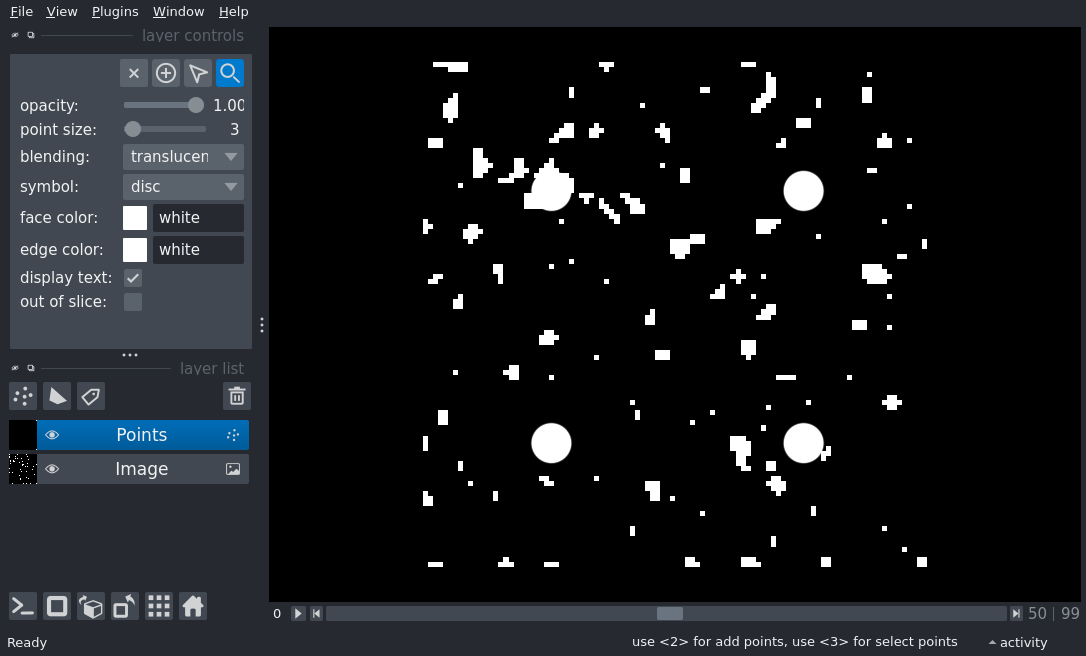 File View Plugins Window Help
layer controls
opacity: 1.00
point size: 3
blending: translucen
symbol: disc
face color: white
edge color: white
display text:
out of slice:
layer list
Points
Image
0 50 99
Ready use <2> for add points, use <3> for select points activity